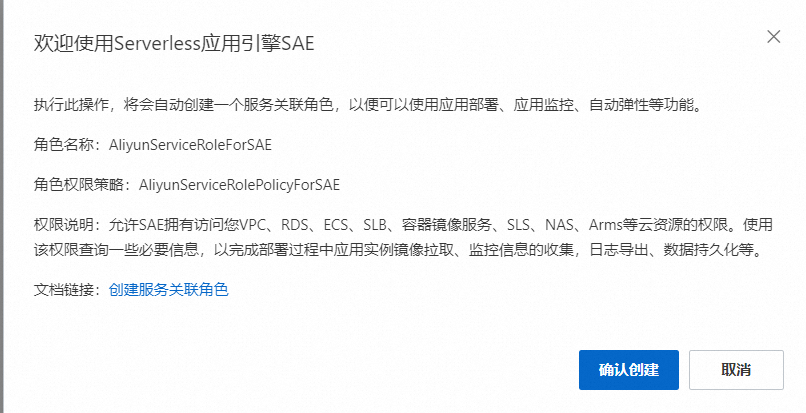 欢迎使用Serverless应用引擎SAE
执行此操作，将会自动创建一个服务关联角色，以便可以使用应用部署、应用监控、自动弹性等功能。
角色名称：AliyunServiceRoleForSAE
角色权限策略：AliyunServiceRolePolicyForSAE
权限说明：允许SAE拥有访问您VPC、RDS、ECS、SLB、容器镜像服务、SLS、NAS、Arms等云资源的权限。使用
该权限查询一些必要信息，以完成部署过程中应用实例镜像拉取、监控信息的收集，日志导出、数据持久化等。
文档链接：创建服务关联角色
确认创建 取消